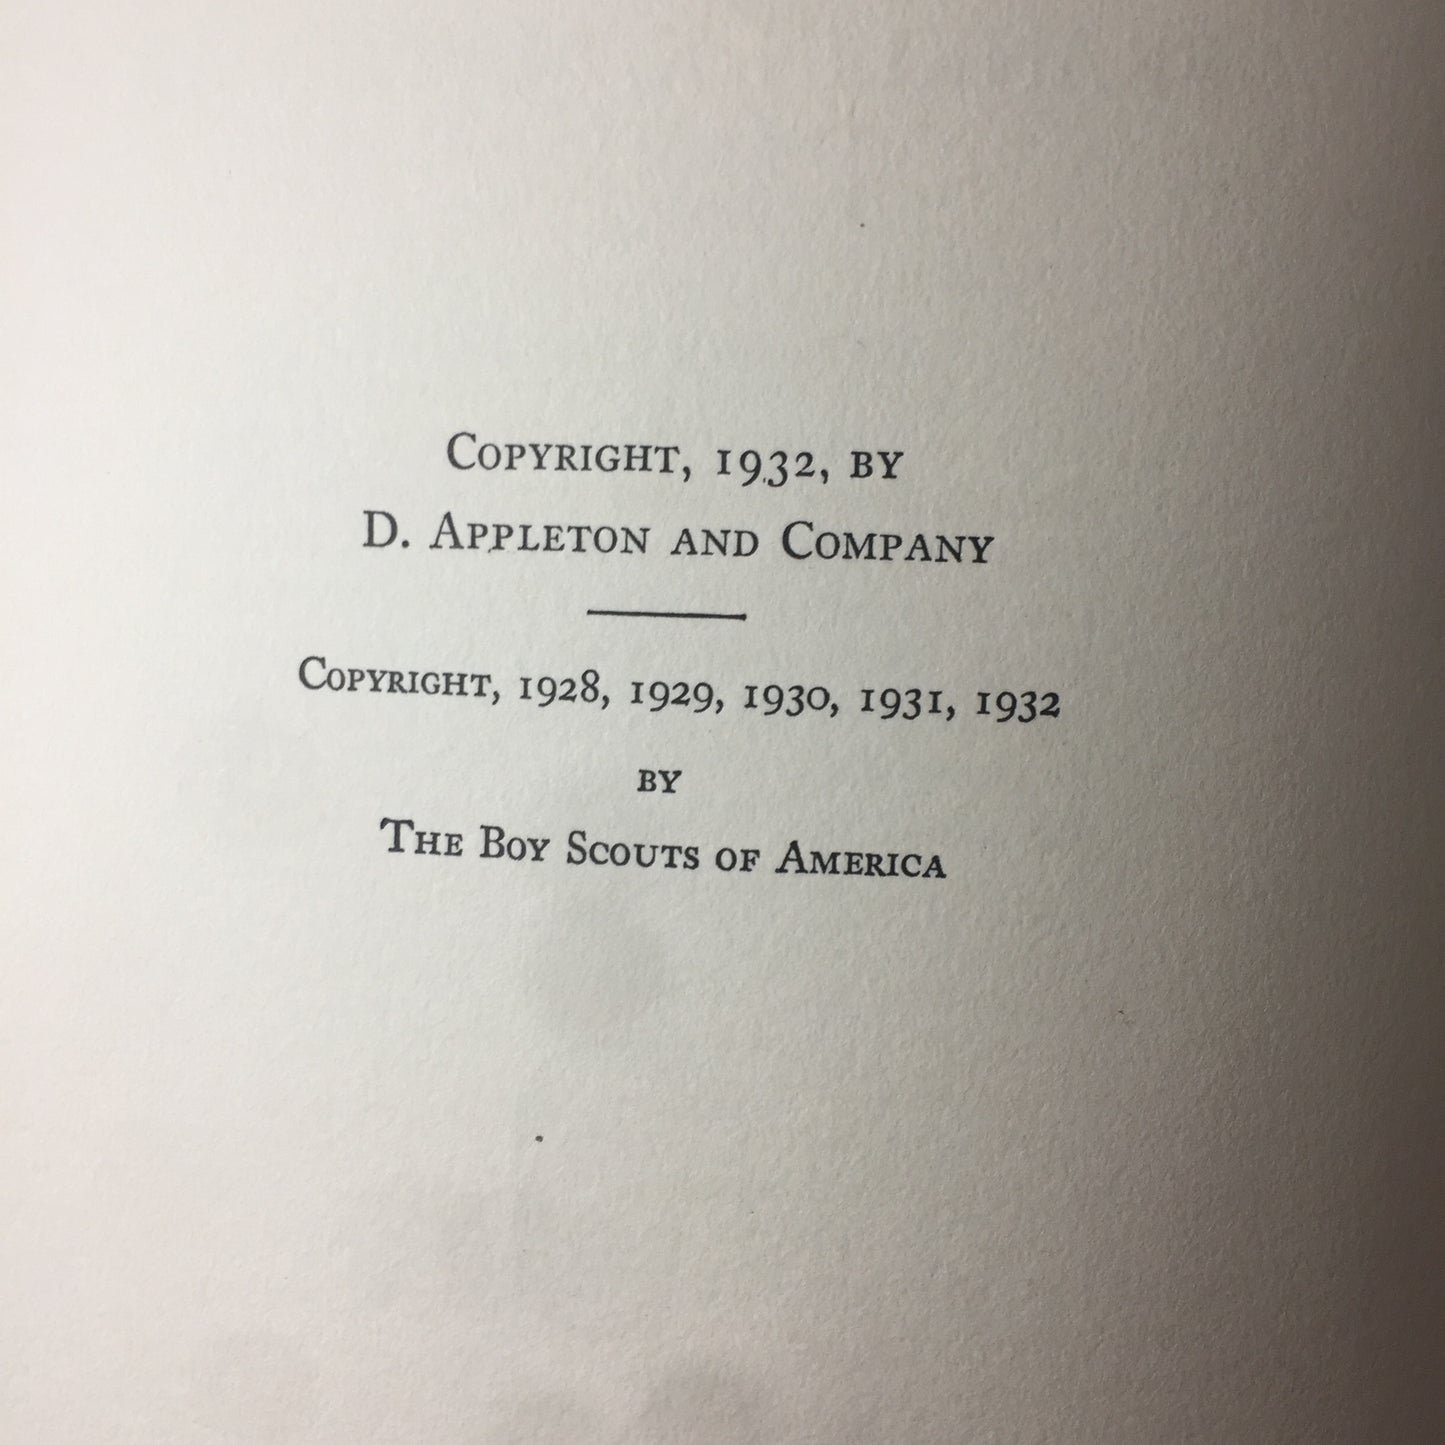 Copyright, 1932, by
D. Appleton and Company
Copyright, 1928, 1929, 1930, 1931, 1932
by
The Boy Scouts of America